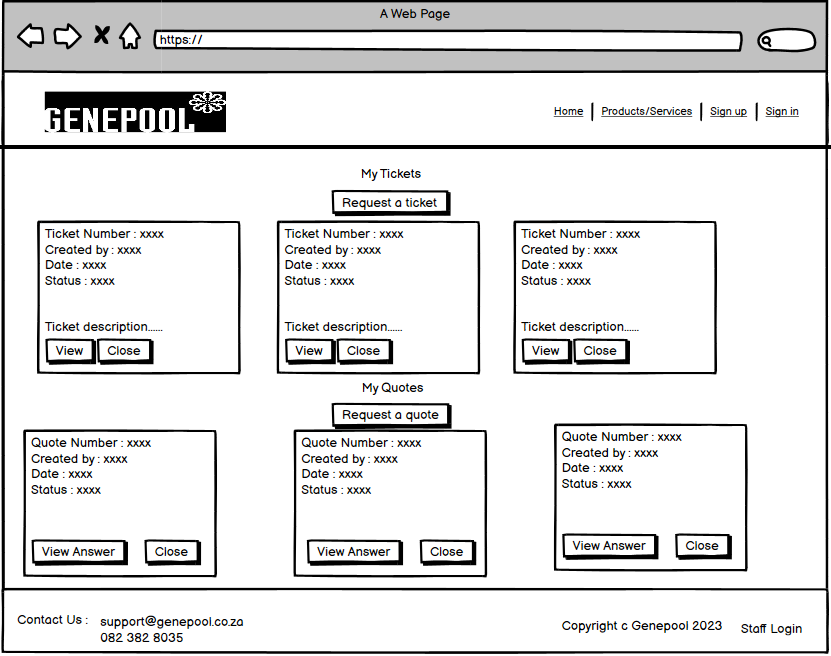 A Web Page
https://
GENEPOOL
Home | Products/Services | Sign up | Sign in
My Tickets
Request a ticket
Ticket Number : xxxx
Created by : xxxx
Date : xxxx
Status : xxxx
Ticket description......
View Close
Ticket Number : xxxx
Created by : xxxx
Date : xxxx
Status : xxxx
Ticket description......
View Close
Ticket Number : xxxx
Created by : xxxx
Date : xxxx
Status : xxxx
Ticket description......
View Close
My Quotes
Request a quote
Quote Number : xxxx
Created by : xxxx
Date : xxxx
Status : xxxx
View Answer Close
Quote Number : xxxx
Created by : xxxx
Date : xxxx
Status : xxxx
View Answer Close
Quote Number : xxxx
Created by : xxxx
Date : xxxx
Status : xxxx
View Answer Close
Contact Us : support@genepool.co.za
082 382 8035
Copyright c Genepool 2023 Staff Login